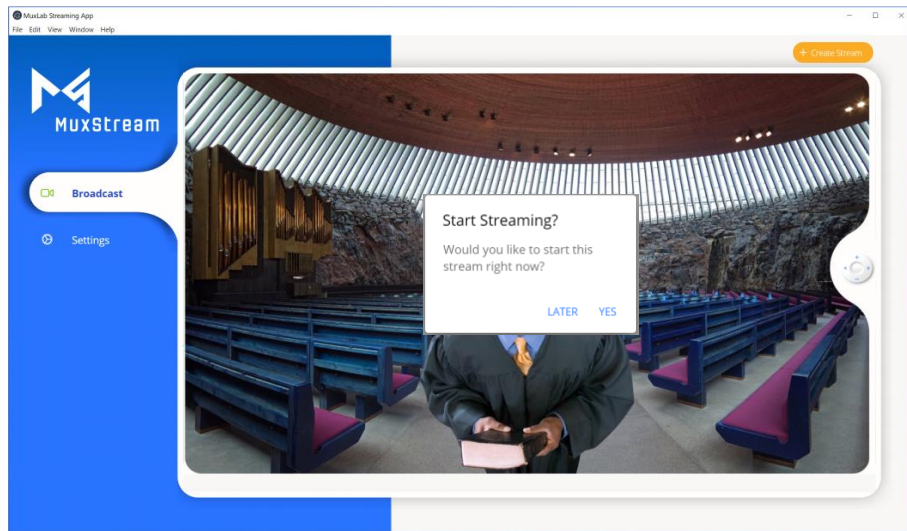 MuxLab Streaming App
File Edit View Window Help
+ Create Stream
MuxStream
Broadcast
Settings
Start Streaming?
Would you like to start this
stream right now?
LATER YES